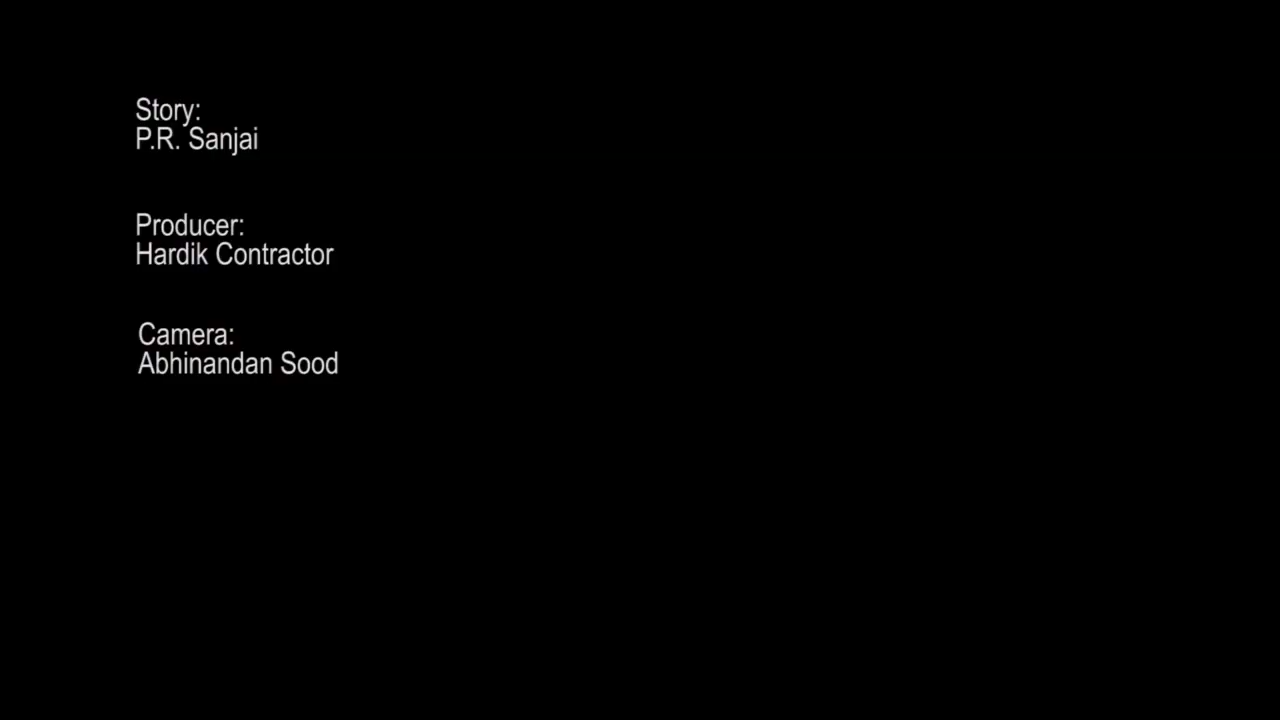 Story:
P.R. Sanjai
Producer:
Hardik Contractor
Camera:
Abhinandan Sood